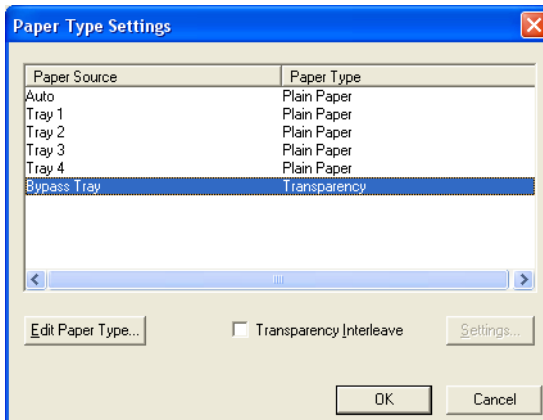 Paper Type Settings
Paper Source Paper Type
Auto Plain Paper
Tray 1 Plain Paper
Tray 2 Plain Paper
Tray 3 Plain Paper
Tray 4 Plain Paper
Bypass Tray Transparency
Edit Paper Type... Transparency Interleave Settings...
OK Cancel